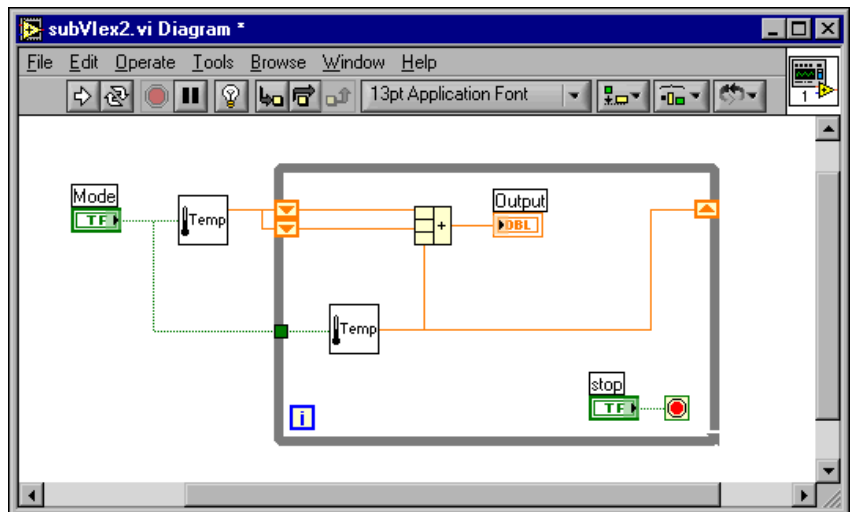 subVIex2.vi Diagram *
File Edit Operate Tools Browse Window Help
13pt Application Font
1
Mode
TF
Temp
Output
DBL
+
Temp
stop
TF
i